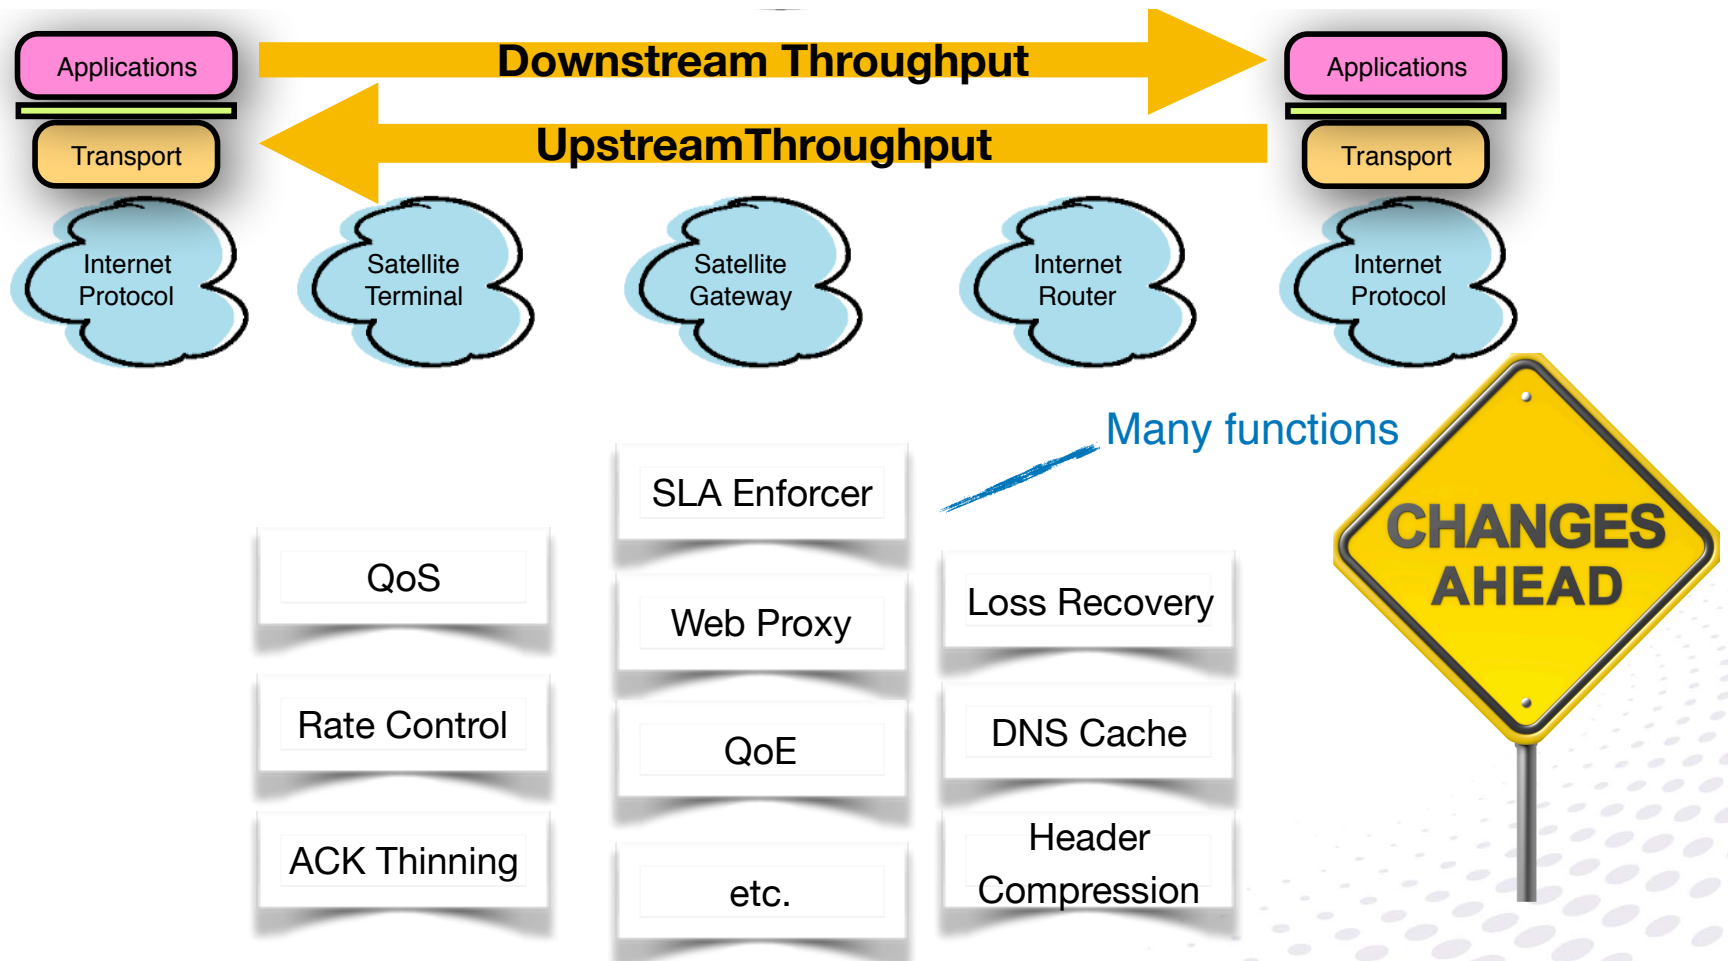 Applications
Downstream Throughput
Applications
Transport
UpstreamThroughput
Transport
Internet
Protocol
Satellite
Terminal
Satellite
Gateway
Internet
Router
Internet
Protocol
Many functions
CHANGES
AHEAD
QoS
Rate Control
ACK Thinning
SLA Enforcer
Web Proxy
QoE
etc.
Loss Recovery
DNS Cache
Header
Compression